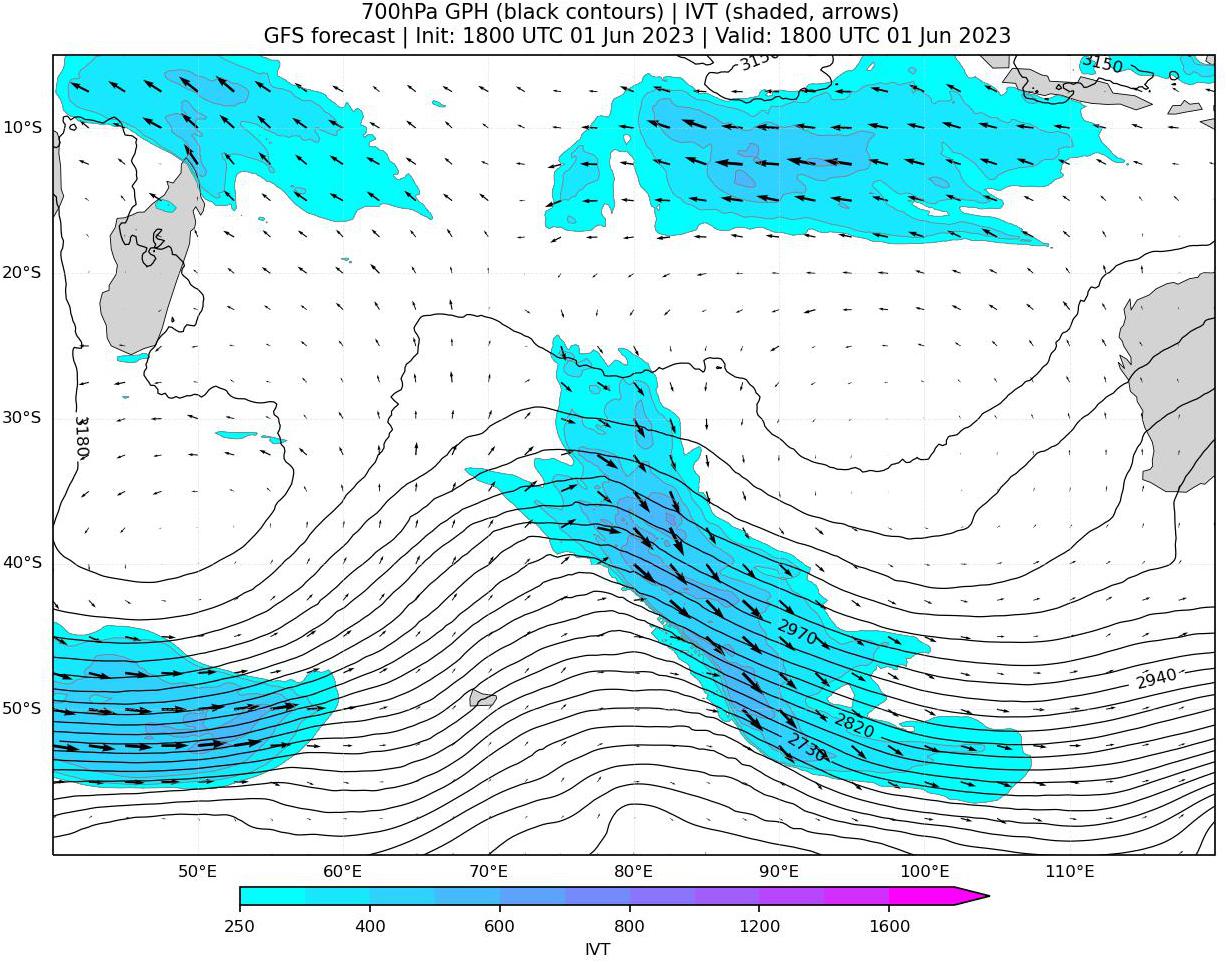 700hPa GPH (black contours) | IVT (shaded, arrows)
GFS forecast | Init: 1800 UTC 01 Jun 2023 | Valid: 1800 UTC 01 Jun 2023
3150
3150
10°S
20°S
30°S
3180
40°S
2970
2940
50°S
2820
2730
50°E 60°E 70°E 80°E 90°E 100°E 110°E
250 400 600 800 1200 1600
IVT